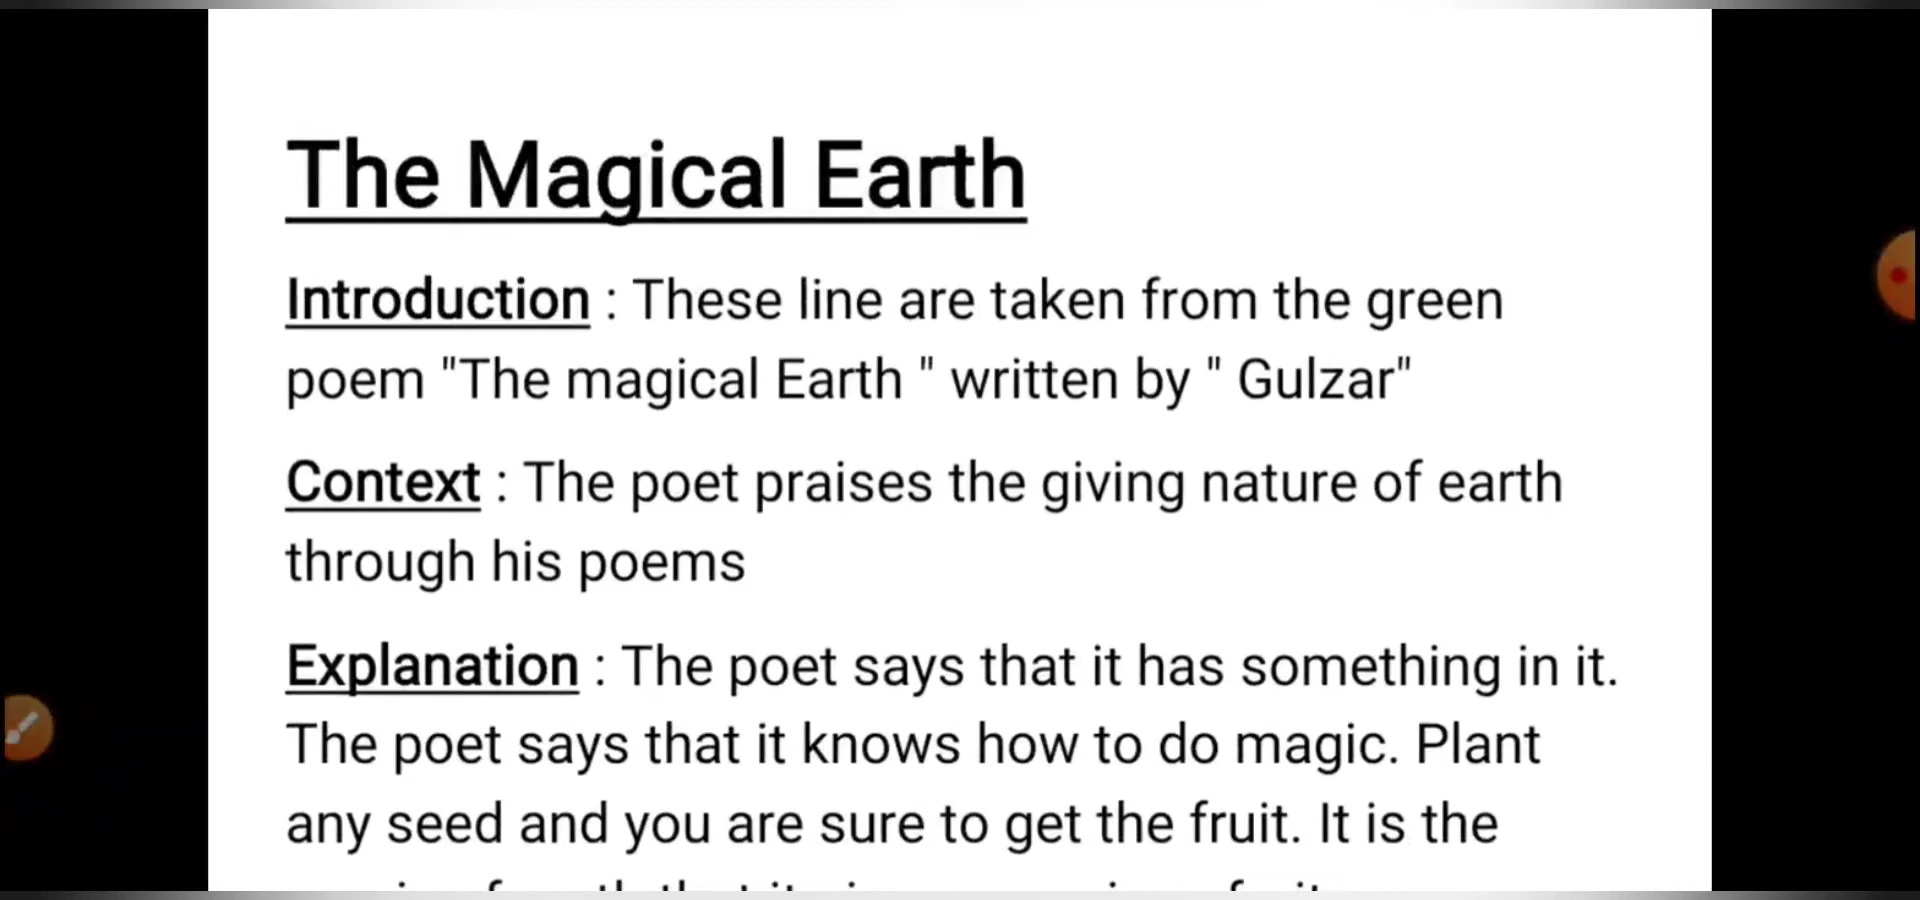 The Magical Earth
Introduction : These line are taken from the green
poem "The magical Earth " written by " Gulzar"
Context : The poet praises the giving nature of earth
through his poems
Explanation : The poet says that it has something in it.
The poet says that it knows how to do magic. Plant
any seed and you are sure to get the fruit. It is the